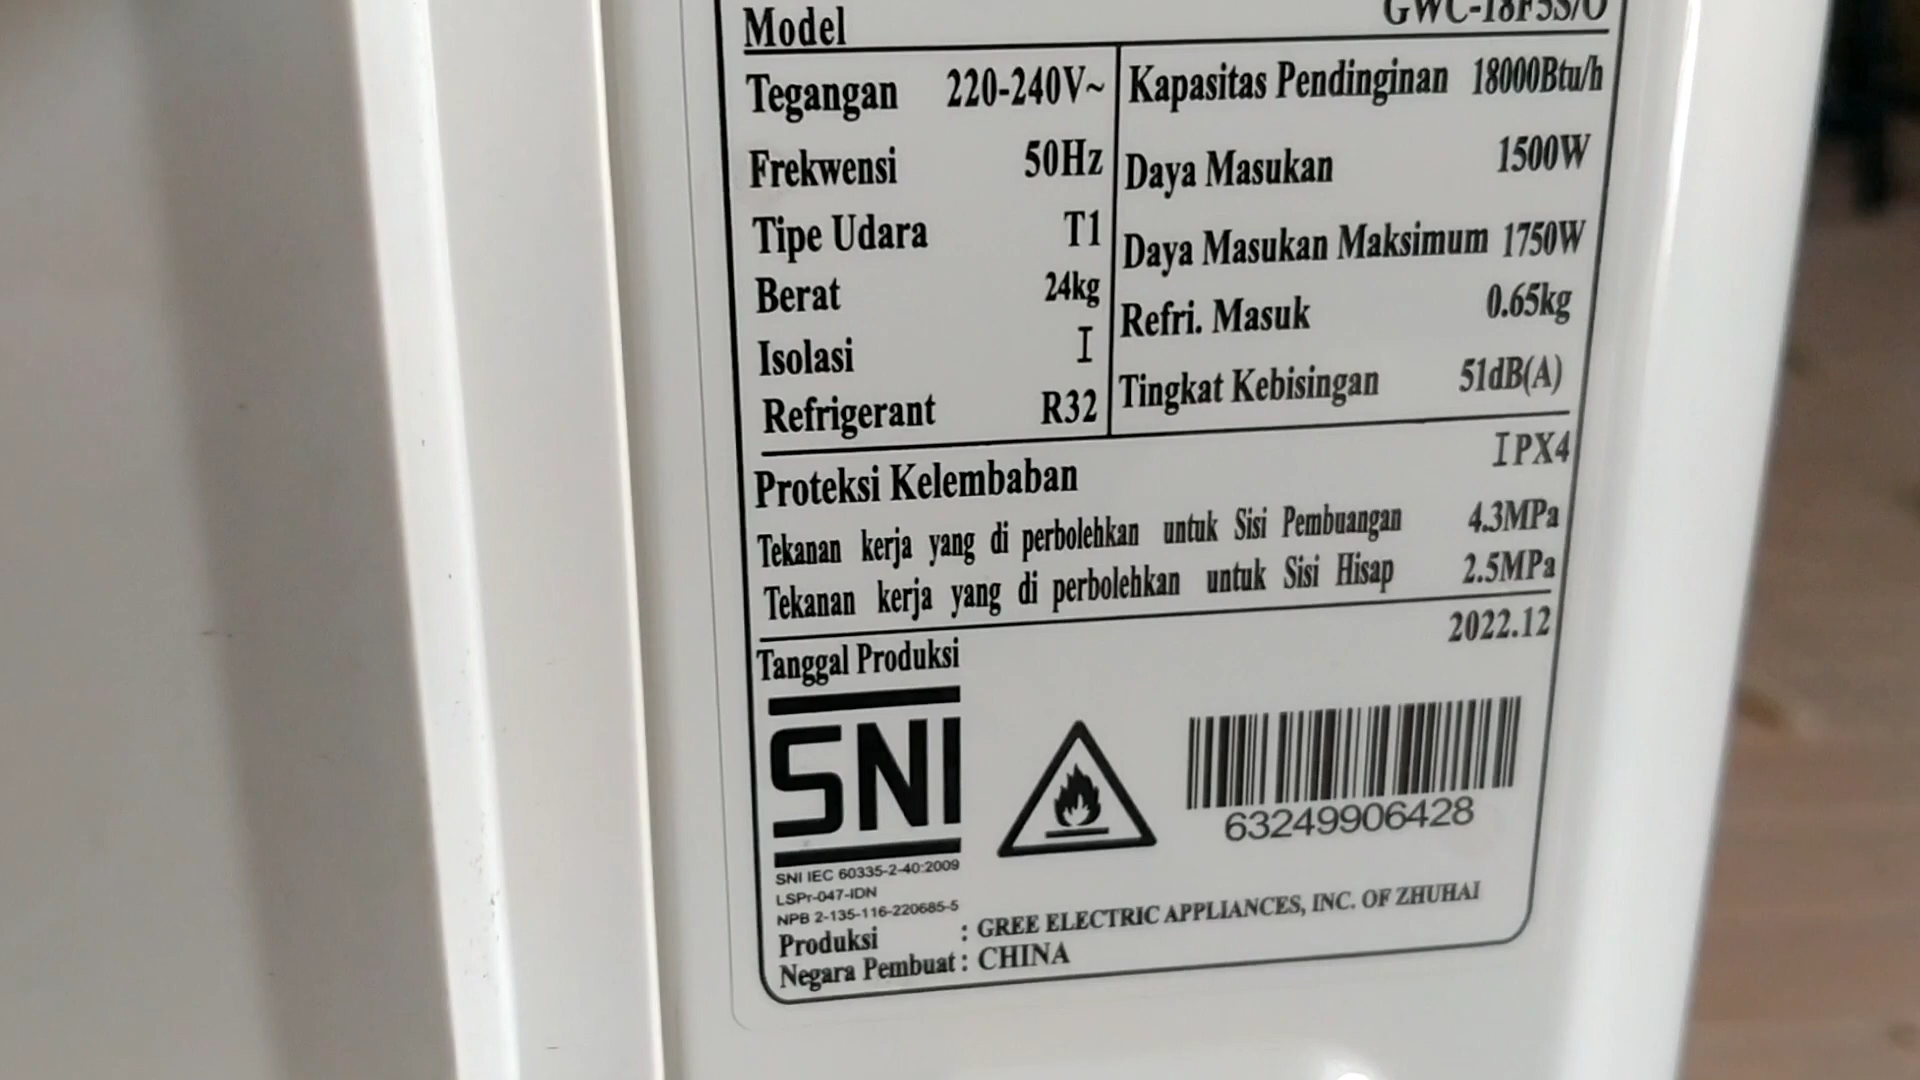 Model GWC-18F5S/O
Tegangan 220-240V~ Kapasitas Pendinginan 18000Btu/h
Frekwensi 50Hz Daya Masukan 1500W
Tipe Udara T1 Daya Masukan Maksimum 1750W
Berat 24kg Refri. Masuk 0.65kg
Isolasi I Tingkat Kebisingan 51dB(A)
Refrigerant R32
Proteksi Kelembaban IPX4
Tekanan kerja yang di perbolehkan untuk Sisi Pembuangan 4.3MPa
Tekanan kerja yang di perbolehkan untuk Sisi Hisap 2.5MPa
Tanggal Produksi 2022.12
SNI
63249906428
SNI IEC 60335-2-40:2009
LSPr-047-IDN
NPB 2-135-116-220685-5
Produksi : GREE ELECTRIC APPLIANCES, INC. OF ZHUHAI
Negara Pembuat : CHINA